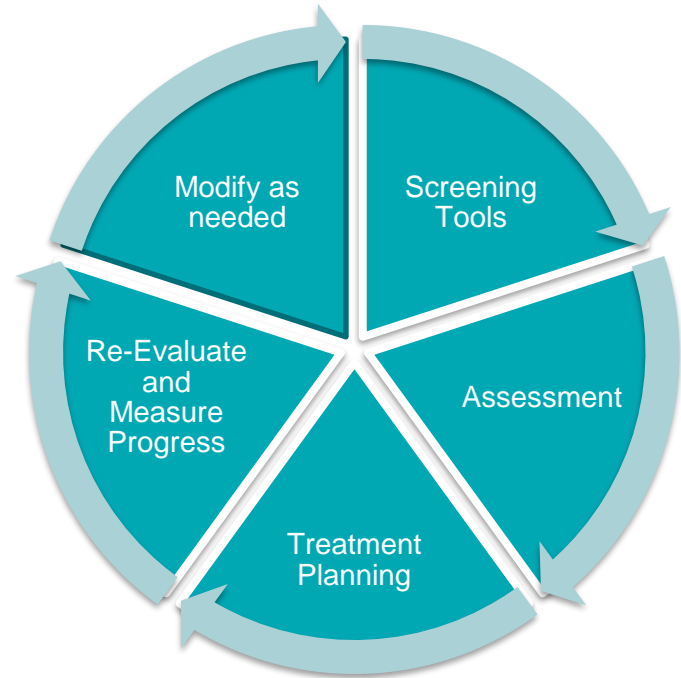 Screening
Tools
Assessment
Treatment
Planning
Re-Evaluate
and
Measure
Progress
Modify as
needed